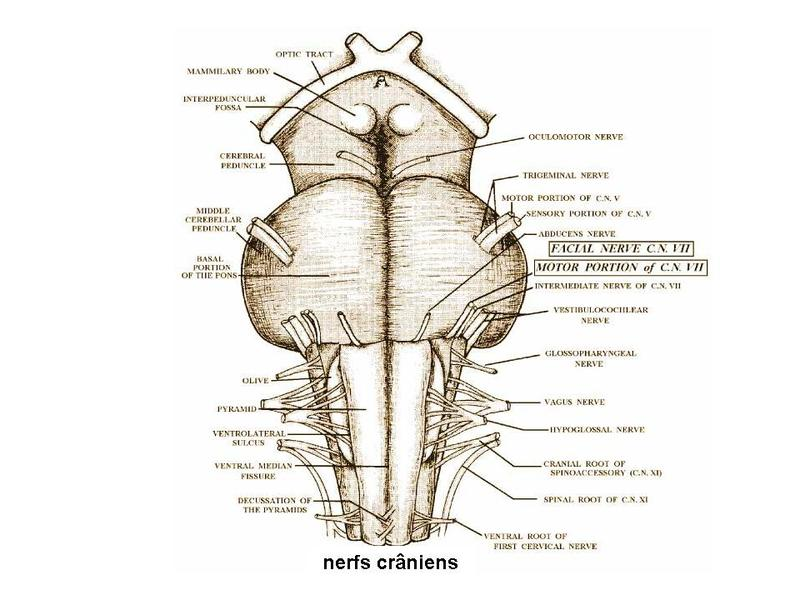 OPTIC TRACT
MAMMILARY BODY
INTERPEDUNCULAR
FOSSA
CEREBRAL
PEDUNCLE
MIDDLE
CEREBELLAR
PEDUNCLE
BASAL
PORTION
OF THE PONS
OLIVE
PYRAMID
VENTROLATERAL
SULCUS
VENTRAL MEDIAN
FISSURE
DECUSSATION OF
THE PYRAMIDS
OCULOMOTOR NERVE
TRIGEMINAL NERVE
MOTOR PORTION OF C.N. V
SENSORY PORTION OF C.N. V
ABDUCENS NERVE
FACIAL NERVE C.N. VII
MOTOR PORTION of C.N. VII
INTERMEDIATE NERVE OF C.N. VII
VESTIBULOCOCHLEAR
NERVE
GLOSSOPHARYNGEAL
NERVE
VAGUS NERVE
HYPOGLOSSAL NERVE
CRANIAL ROOT OF
SPINOACCESSORY (C.N. XI)
SPINAL ROOT OF C.N. XI
VENTRAL ROOT OF
FIRST CERVICAL NERVE
nerfs crâniens